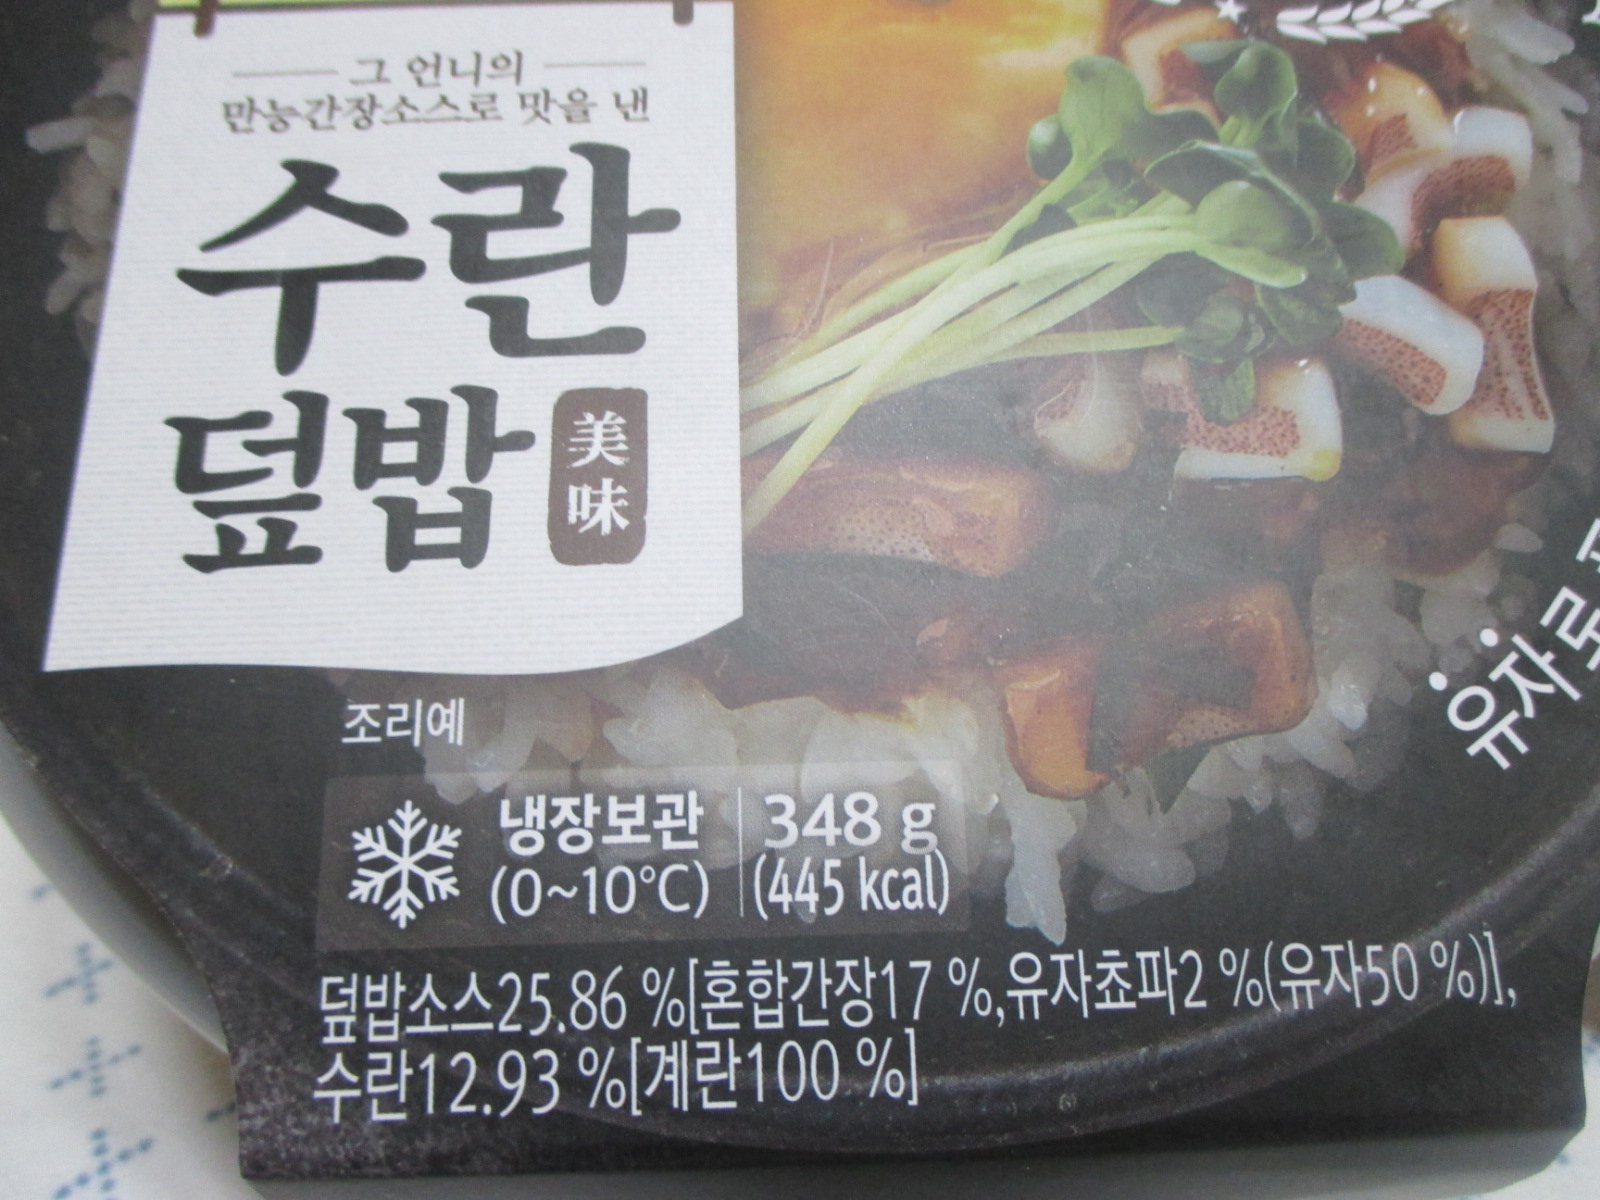 그 언니의
만능간장소스로 맛을 낸
수란
덮밥
美味
조리예
냉장보관
(0~10℃)
348 g
(445 kcal)
유자로
덮밥소스25.86 %[혼합간장17 %,유자쵸파2 %(유자50 %)],
수란12.93 %[계란100 %]